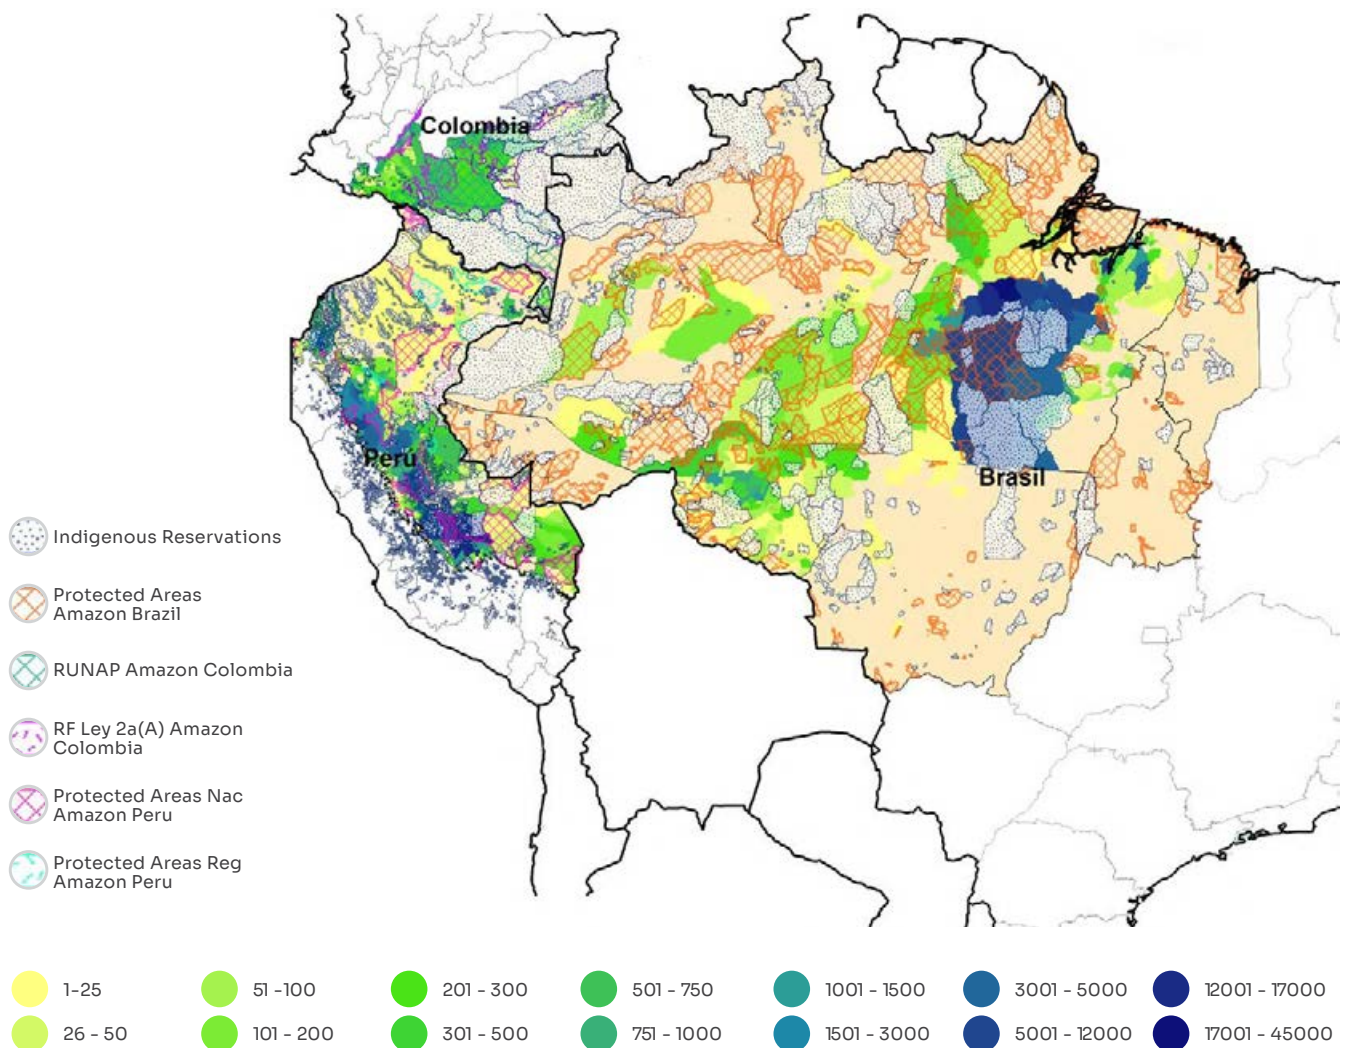 Colombia
Perú
Brasil
Indigenous Reservations
Protected Areas
Amazon Brazil
RUNAP Amazon Colombia
RF Ley 2a(A) Amazon
Colombia
Protected Areas Nac
Amazon Peru
Protected Areas Reg
Amazon Peru
1-25
51 -100
201 - 300
501 - 750
1001 - 1500
3001 - 5000
12001 - 17000
26 - 50
101 - 200
301 - 500
751 - 1000
1501 - 3000
5001 - 12000
17001 - 45000